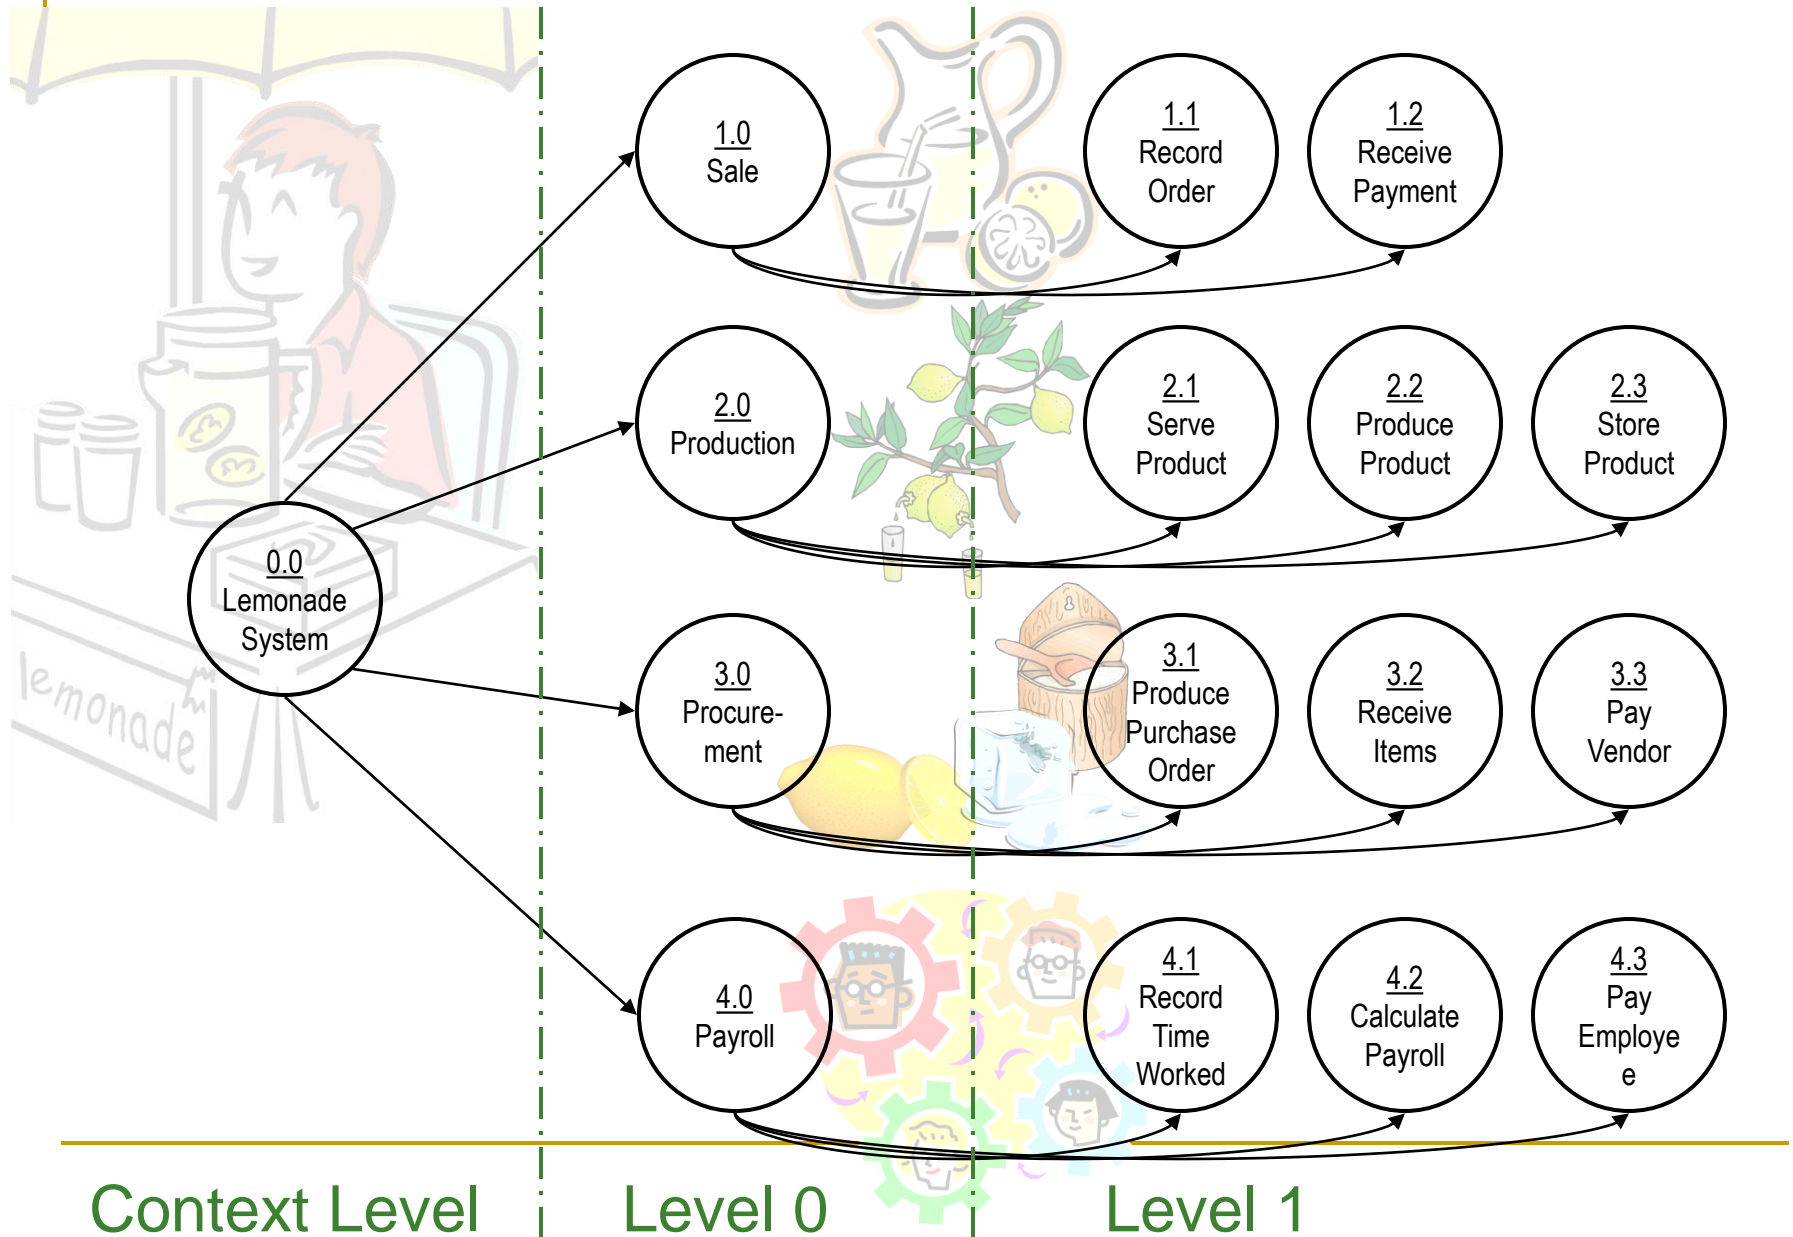 1.0
Sale
1.1
Record
Order
1.2
Receive
Payment
2.0
Production
2.1
Serve
Product
2.2
Produce
Product
2.3
Store
Product
0.0
Lemonade
System
lemonade
3.0
Procure-
ment
3.1
Produce
Purchase
Order
3.2
Receive
Items
3.3
Pay
Vendor
4.0
Payroll
4.1
Record
Time
Worked
4.2
Calculate
Payroll
4.3
Pay
Employe
e
Context Level
Level 0
Level 1